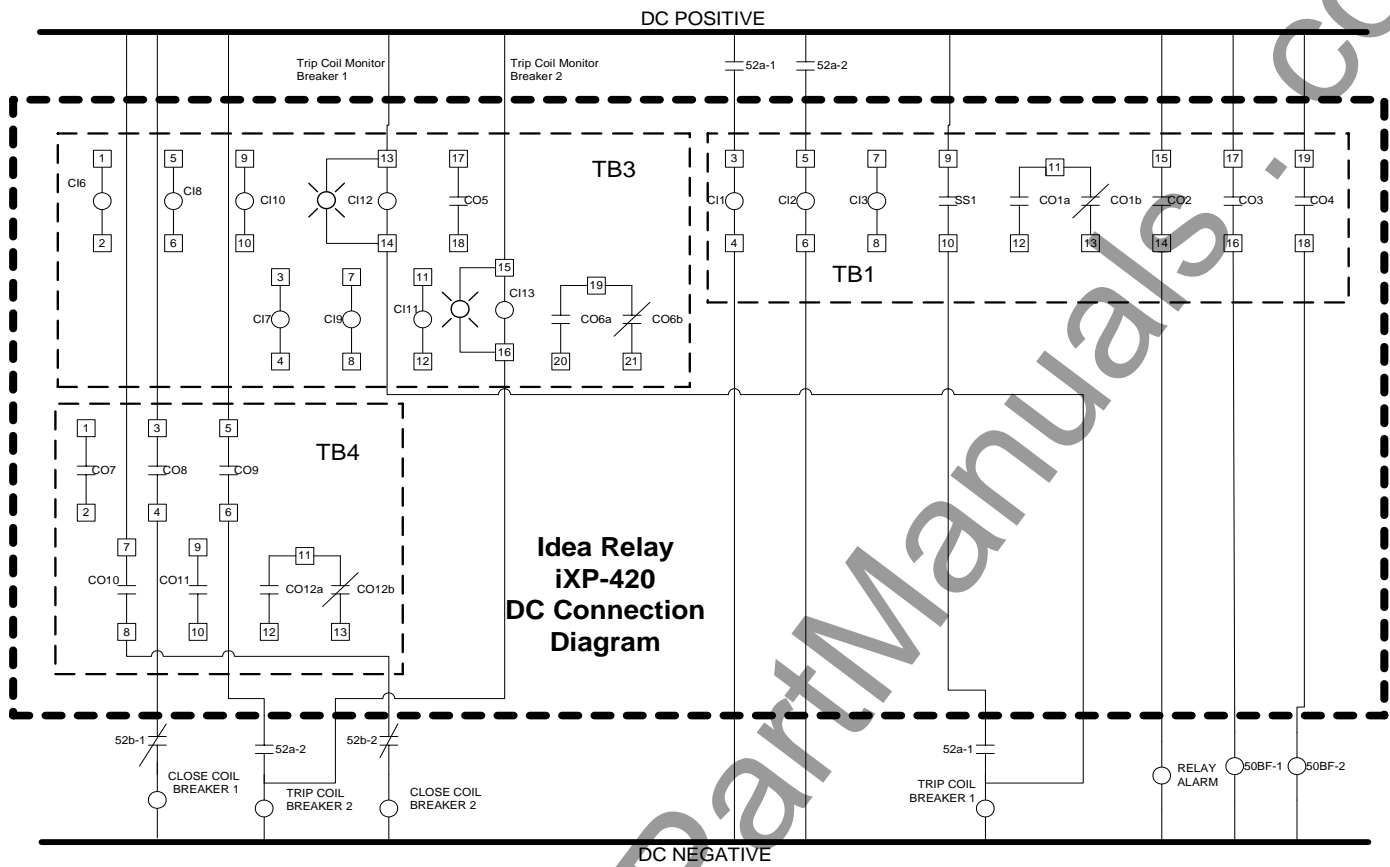 DC POSITIVE
Trip Coil Monitor
Breaker 1
Trip Coil Monitor
Breaker 2
52a-1
52a-2
TB3
1
CI6
2
5
CI8
6
9
CI10
10
13
CI12
14
17
CO5
18
3
CI7
4
7
CI9
8
11
CI11
12
15
CI13
16
19
CO6a
CO6b
20
21
TB1
3
CI1
4
5
CI2
6
7
CI3
8
9
SS1
10
11
CO1a
CO1b
12
13
15
CO2
14
17
CO3
16
19
CO4
18
TB4
1
CO7
2
3
CO8
4
5
CO9
6
7
CO10
8
9
CO11
10
11
CO12a
CO12b
12
13
Idea Relay
iXP-420
DC Connection
Diagram
52b-1
CLOSE COIL
BREAKER 1
52a-2
TRIP COIL
BREAKER 2
52b-2
CLOSE COIL
BREAKER 2
52a-1
TRIP COIL
BREAKER 1
RELAY
ALARM
50BF-1
50BF-2
DC NEGATIVE
PartManuals . co